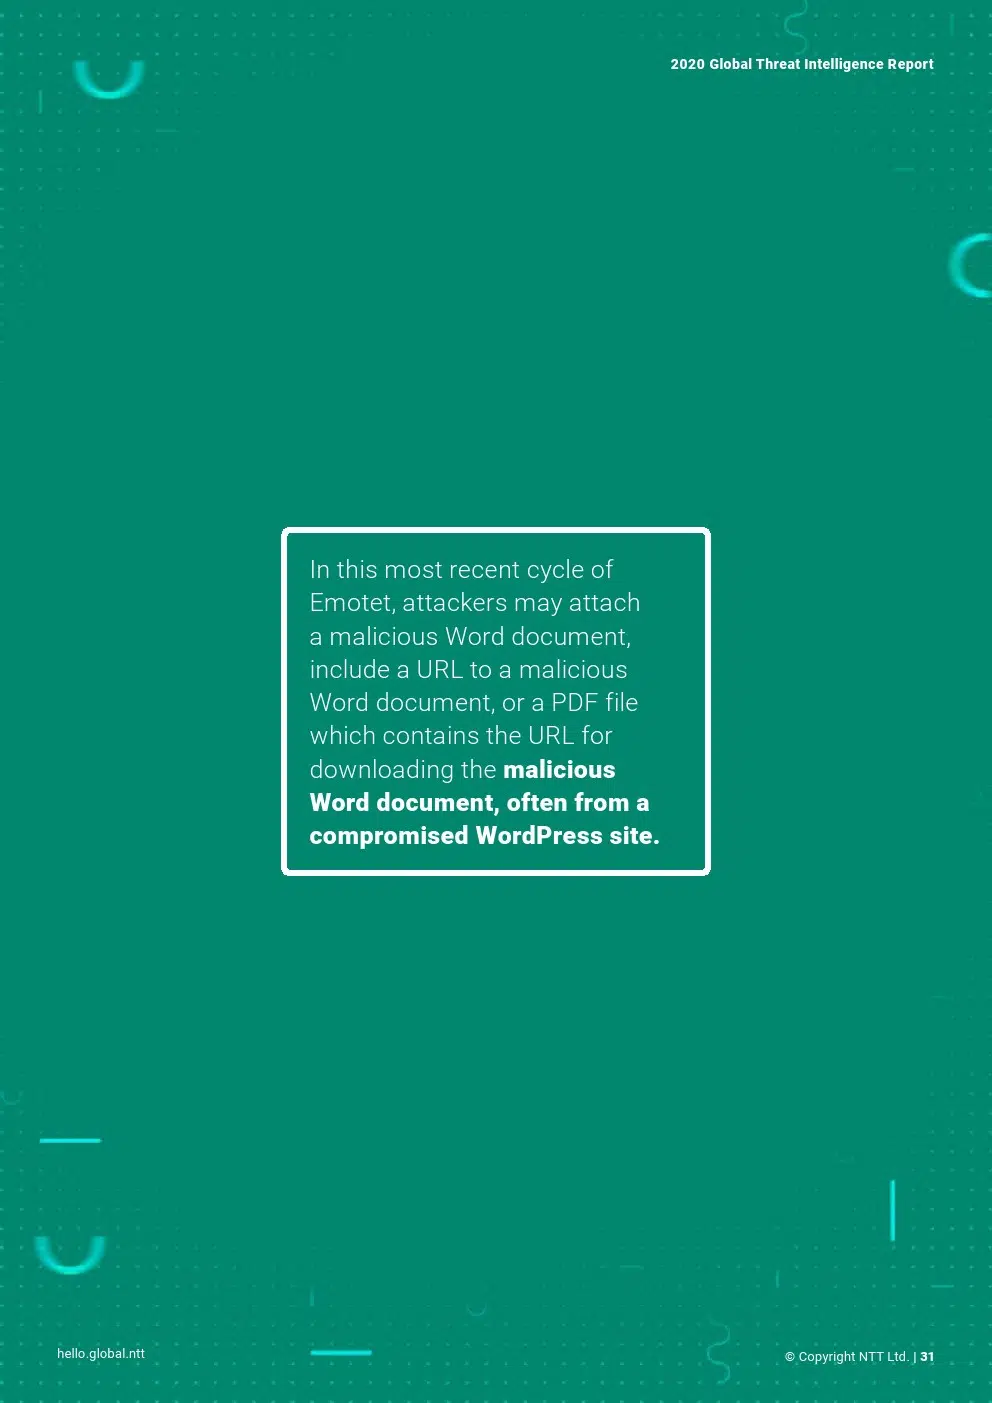 2020 Global Threat Intelligence Report
In this most recent cycle of
Emotet, attackers may attach
a malicious Word document,
include a URL to a malicious
Word document, or a PDF file
which contains the URL for
downloading the malicious
Word document, often from a
compromised WordPress site.
hello.global.ntt
© Copyright NTT Ltd. | 31